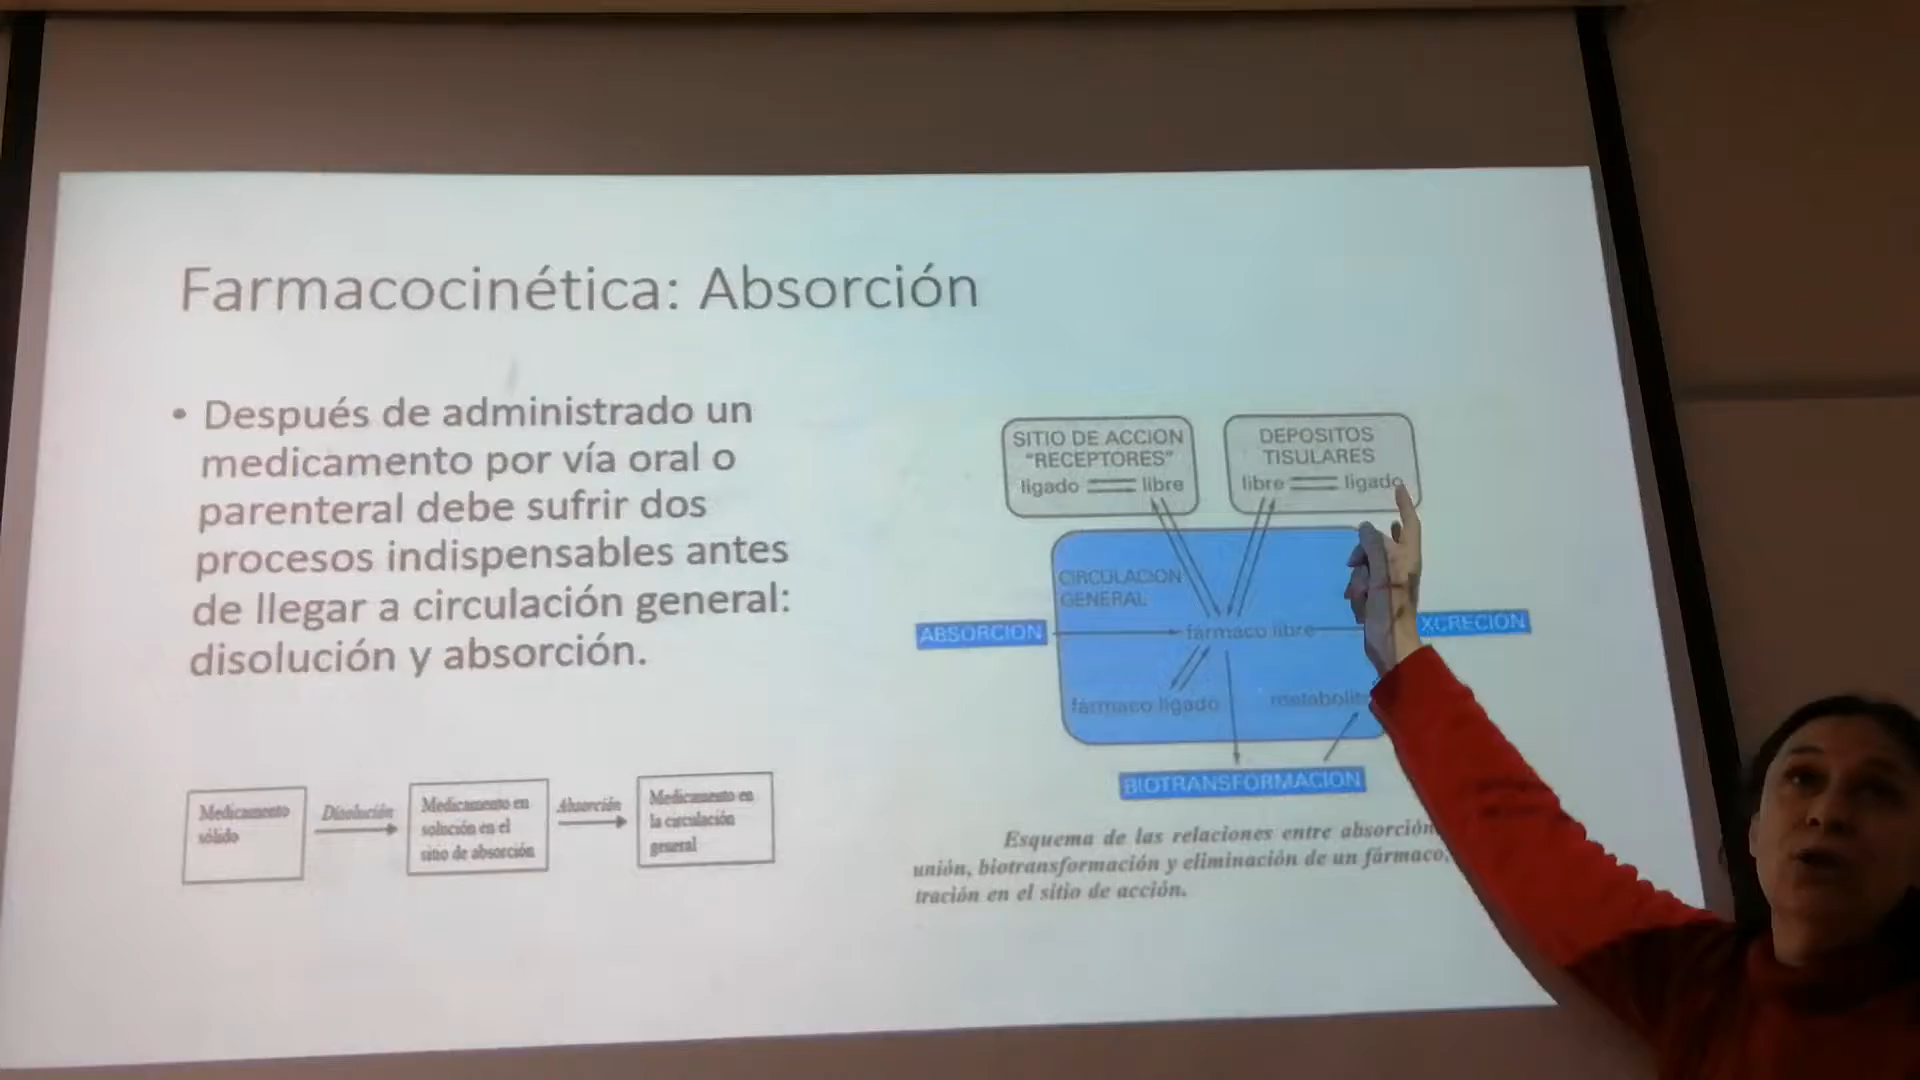 Farmacocinética: Absorción
• Después de administrado un
medicamento por vía oral o
parenteral debe sufrir dos
procesos indispensables antes
de llegar a circulación general:
disolución y absorción.
Medicamento
sólido
Disolución
Medicamento en
solución en el
sitio de absorción
Absorción
Medicamento en
la circulación
general
SITIO DE ACCION
"RECEPTORES"
ligado libre
DEPOSITOS
TISULARES
libre ligado
CIRCULACION
GENERAL
ABSORCION
fármaco libre
XCRECION
fármaco ligado
metabolit
BIOTRANSFORMACION
Esquema de las relaciones entre absorción
unión, biotransformación y eliminación de un fármaco,
tración en el sitio de acción.